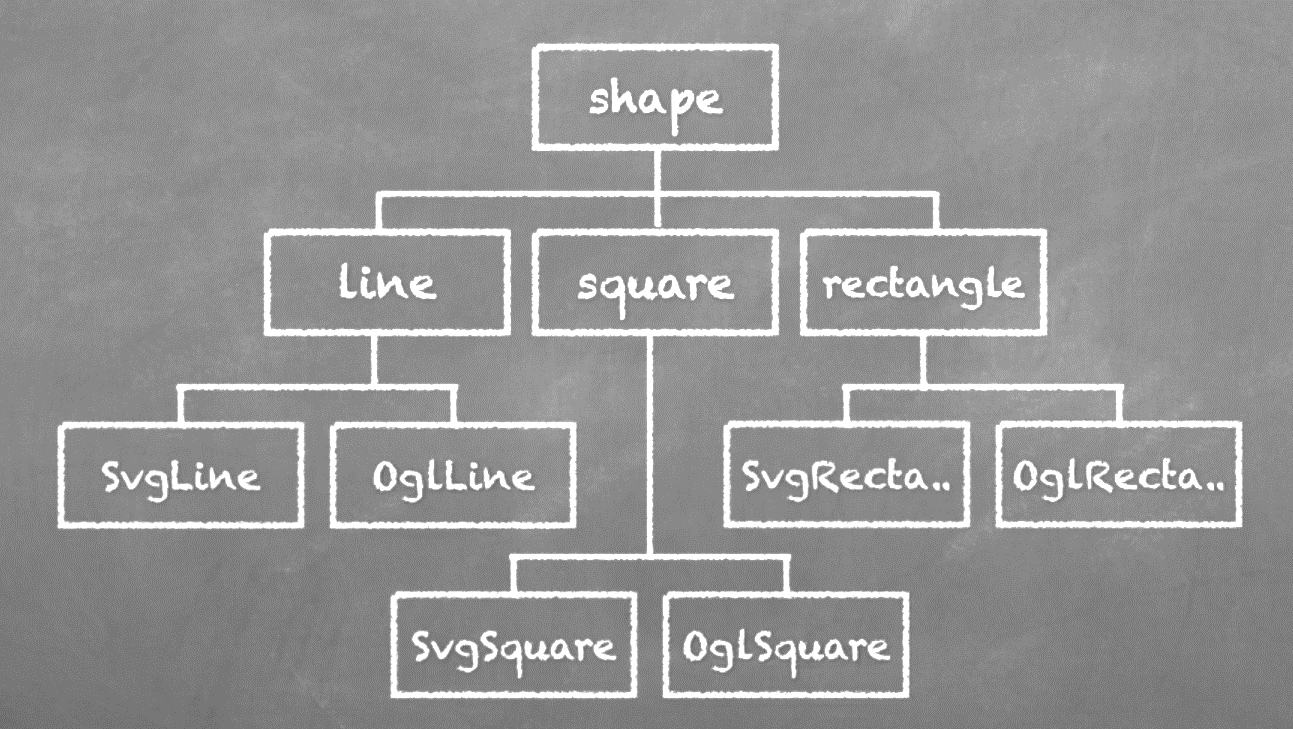 shape
line
square
rectangle
SvgLine
OglLine
SvgRecta..
OglRecta..
SvgSquare
OglSquare